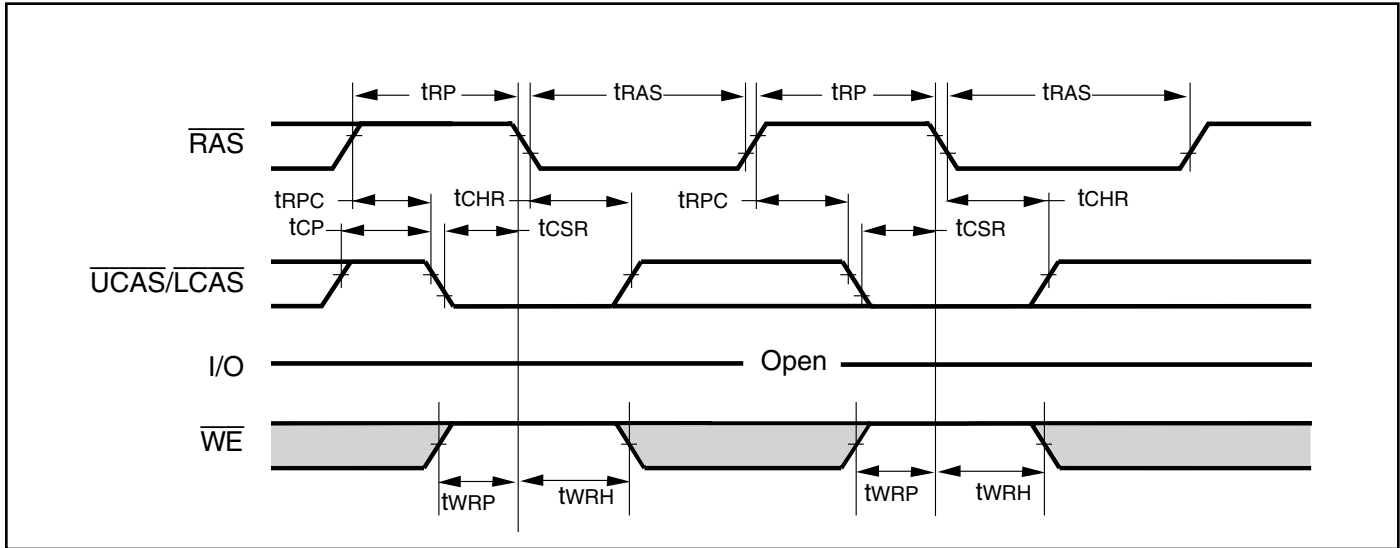 tRP tRAS tRP tRAS
RAS
tRPC tCHR tRPC tCHR
tCP tCSR tCSR
UCAS/LCAS
I/O Open
WE
tWRP tWRH tWRP tWRH